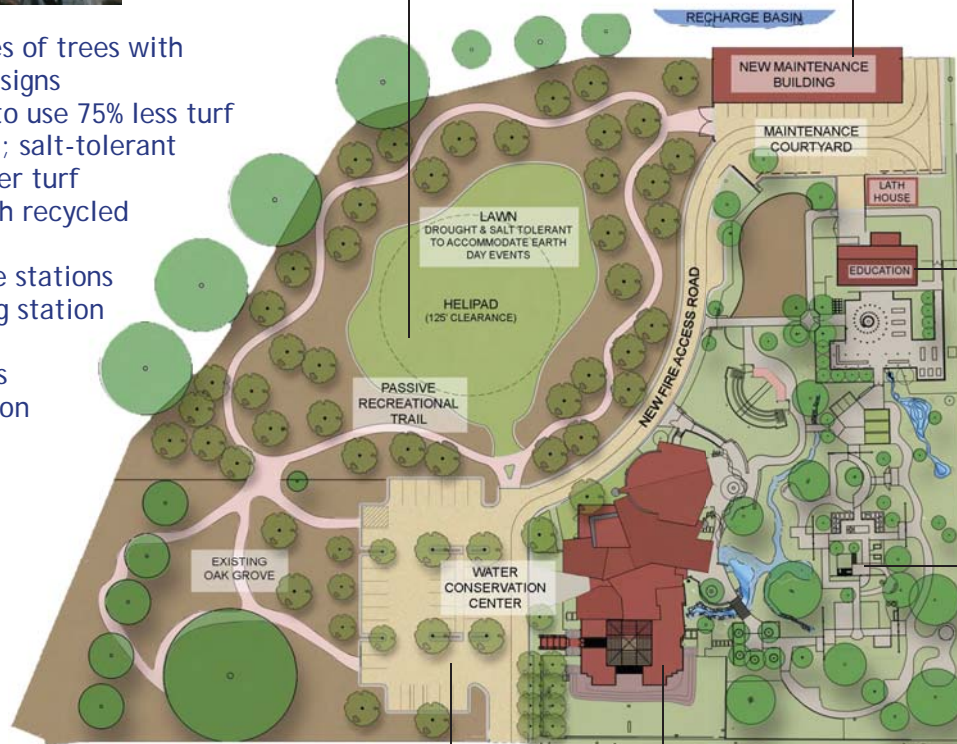 es of trees with
signs
to use 75% less turf
; salt-tolerant
er turf
h recycled
e stations
g station
s
on
RECHARGE BASIN
NEW MAINTENANCE
BUILDING
MAINTENANCE
COURTYARD
LATH
HOUSE
EDUCATION
LAWN
DROUGHT & SALT TOLERANT
TO ACCOMMODATE EARTH
DAY EVENTS
HELIPAD
(125' CLEARANCE)
NEW FIRE ACCESS ROAD
PASSIVE
RECREATIONAL
TRAIL
EXISTING
OAK GROVE
WATER
CONSERVATION
CENTER